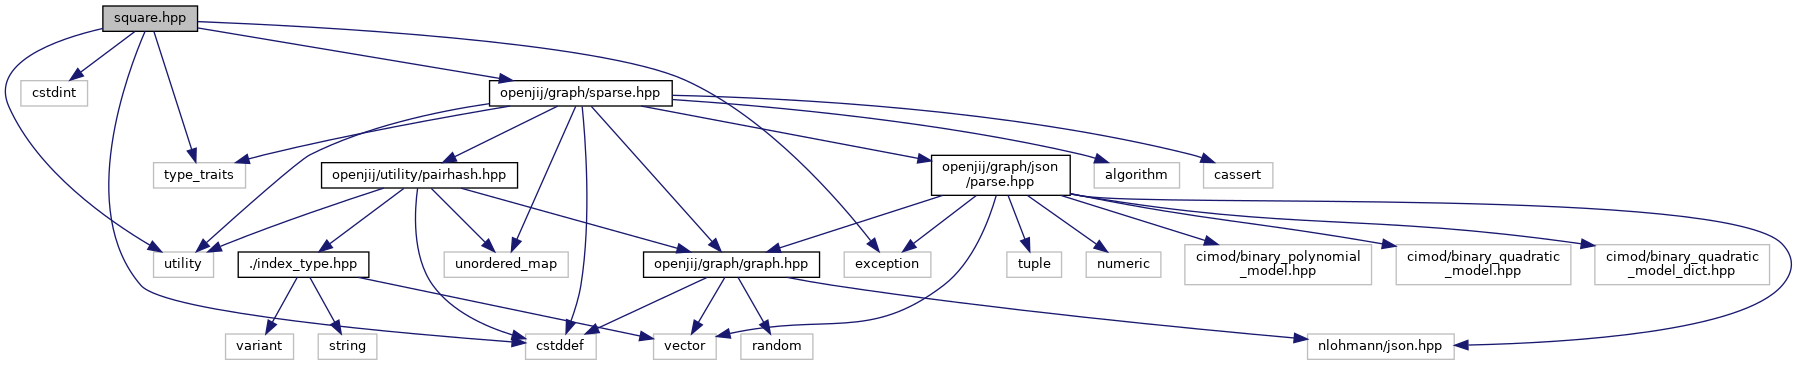 square.hpp
cstdint
openjij/graph/sparse.hpp
type_traits
openjij/utility/pairhash.hpp
openjij/graph/json
/parse.hpp
algorithm
cassert
utility
./index_type.hpp
unordered_map
openjij/graph/graph.hpp
exception
tuple
numeric
cimod/binary_polynomial
_model.hpp
cimod/binary_quadratic
_model.hpp
cimod/binary_quadratic
_model_dict.hpp
variant
string
cstddef
vector
random
nlohmann/json.hpp